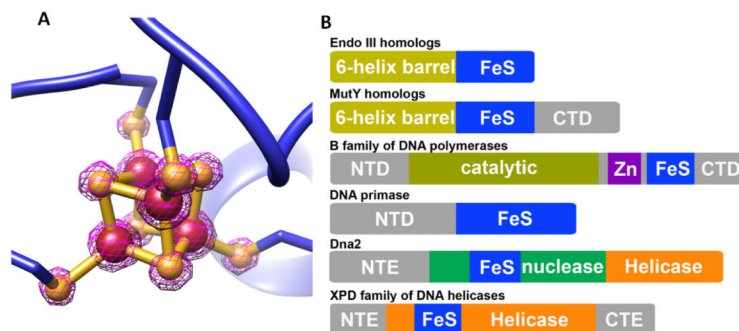 A
B
Endo III homologs
6-helix barrel FeS
MutY homologs
6-helix barrel FeS CTD
B family of DNA polymerases
NTD catalytic Zn FeS CTD
DNA primase
NTD FeS
Dna2
NTE FeS nuclease Helicase
XPD family of DNA helicases
NTE FeS Helicase CTE